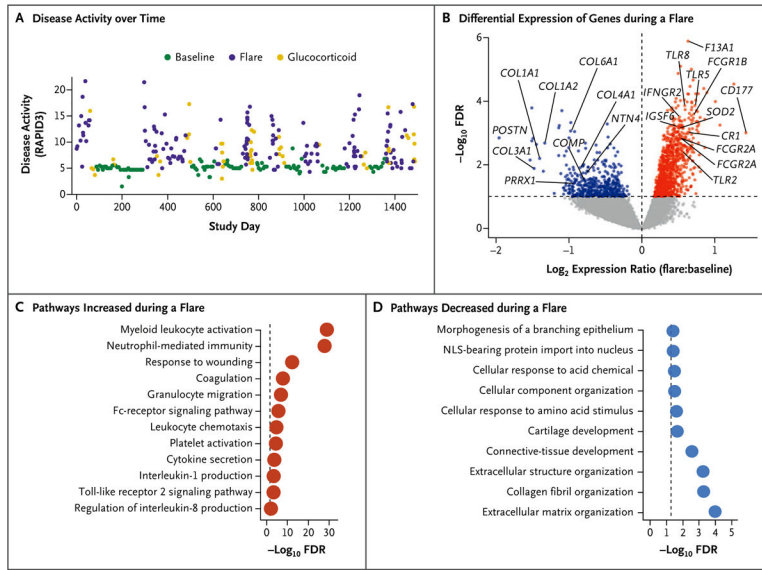 A Disease Activity over Time
Baseline Flare Glucocorticoid
Disease Activity
(RAPID3)
20
15
10
5
0
0 200 400 600 800 1000 1200 1400
Study Day
B Differential Expression of Genes during a Flare
−Log10 FDR
6
4
2
0
F13A1
TLR8
FCGR1B
COL6A1
TLR5
COL1A1
COL1A2
IFNGR2
CD177
COL4A1
SOD2
NTN4
IGSF6
POSTN
CR1
COMP
COL3A1
FCGR2A
FCGR2A
PRRX1
TLR2
−2 −1 0 1
Log2 Expression Ratio (flare:baseline)
C Pathways Increased during a Flare
Myeloid leukocyte activation
Neutrophil-mediated immunity
Response to wounding
Coagulation
Granulocyte migration
Fc-receptor signaling pathway
Leukocyte chemotaxis
Platelet activation
Cytokine secretion
Interleukin-1 production
Toll-like receptor 2 signaling pathway
Regulation of interleukin-8 production
0 10 20 30
−Log10 FDR
D Pathways Decreased during a Flare
Morphogenesis of a branching epithelium
NLS-bearing protein import into nucleus
Cellular response to acid chemical
Cellular component organization
Cellular response to amino acid stimulus
Cartilage development
Connective-tissue development
Extracellular structure organization
Collagen fibril organization
Extracellular matrix organization
0 1 2 3 4 5
−Log10 FDR